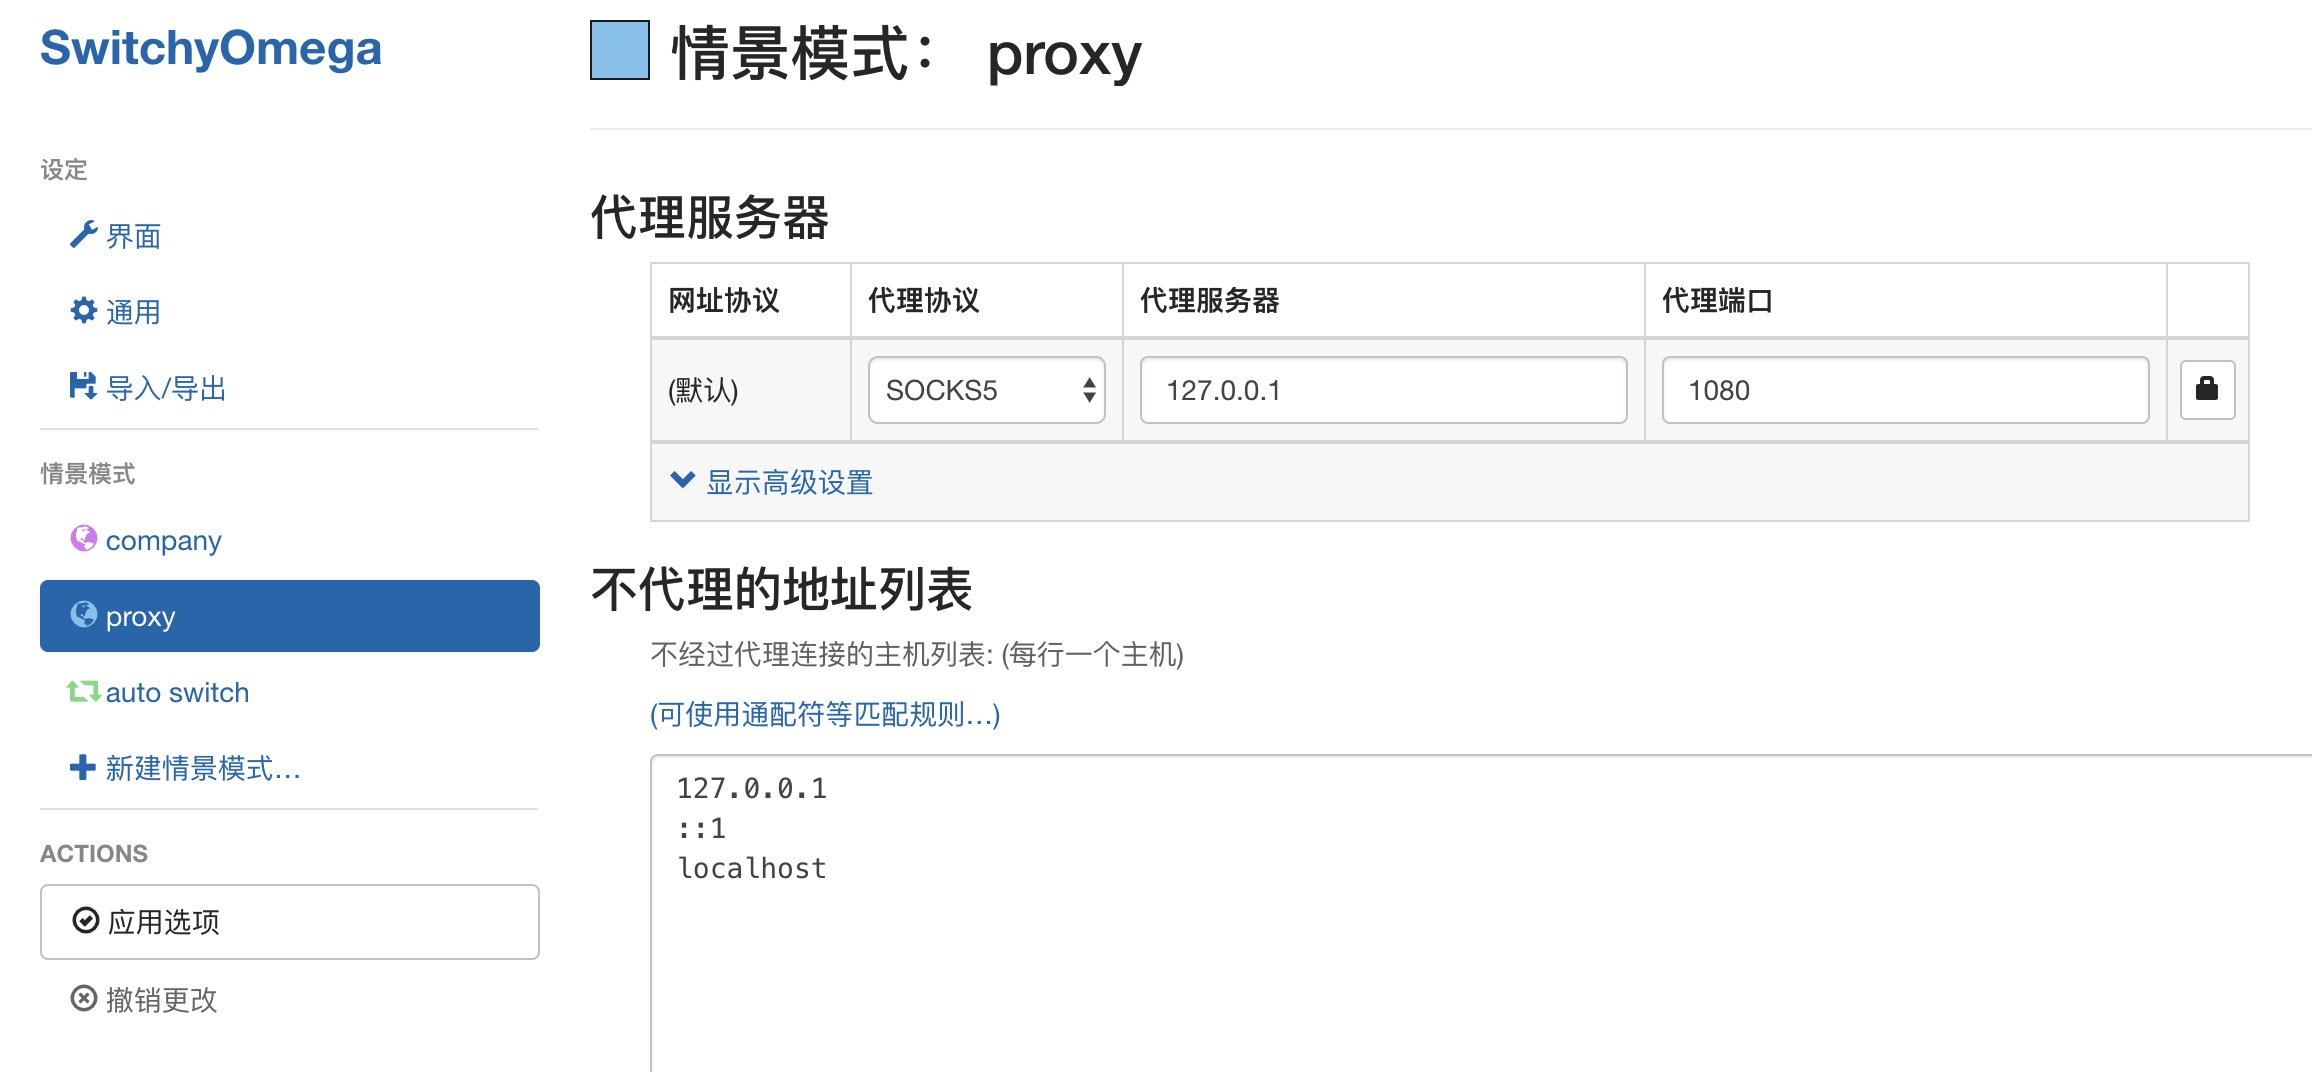 SwitchyOmega
设定
界面
通用
导入/导出
情景模式
company
proxy
auto switch
新建情景模式…
ACTIONS
应用选项
撤销更改
情景模式： proxy
代理服务器
网址协议 代理协议 代理服务器 代理端口
(默认) SOCKS5 127.0.0.1 1080
显示高级设置
不代理的地址列表
不经过代理连接的主机列表: (每行一个主机)
(可使用通配符等匹配规则…)
127.0.0.1
::1
localhost